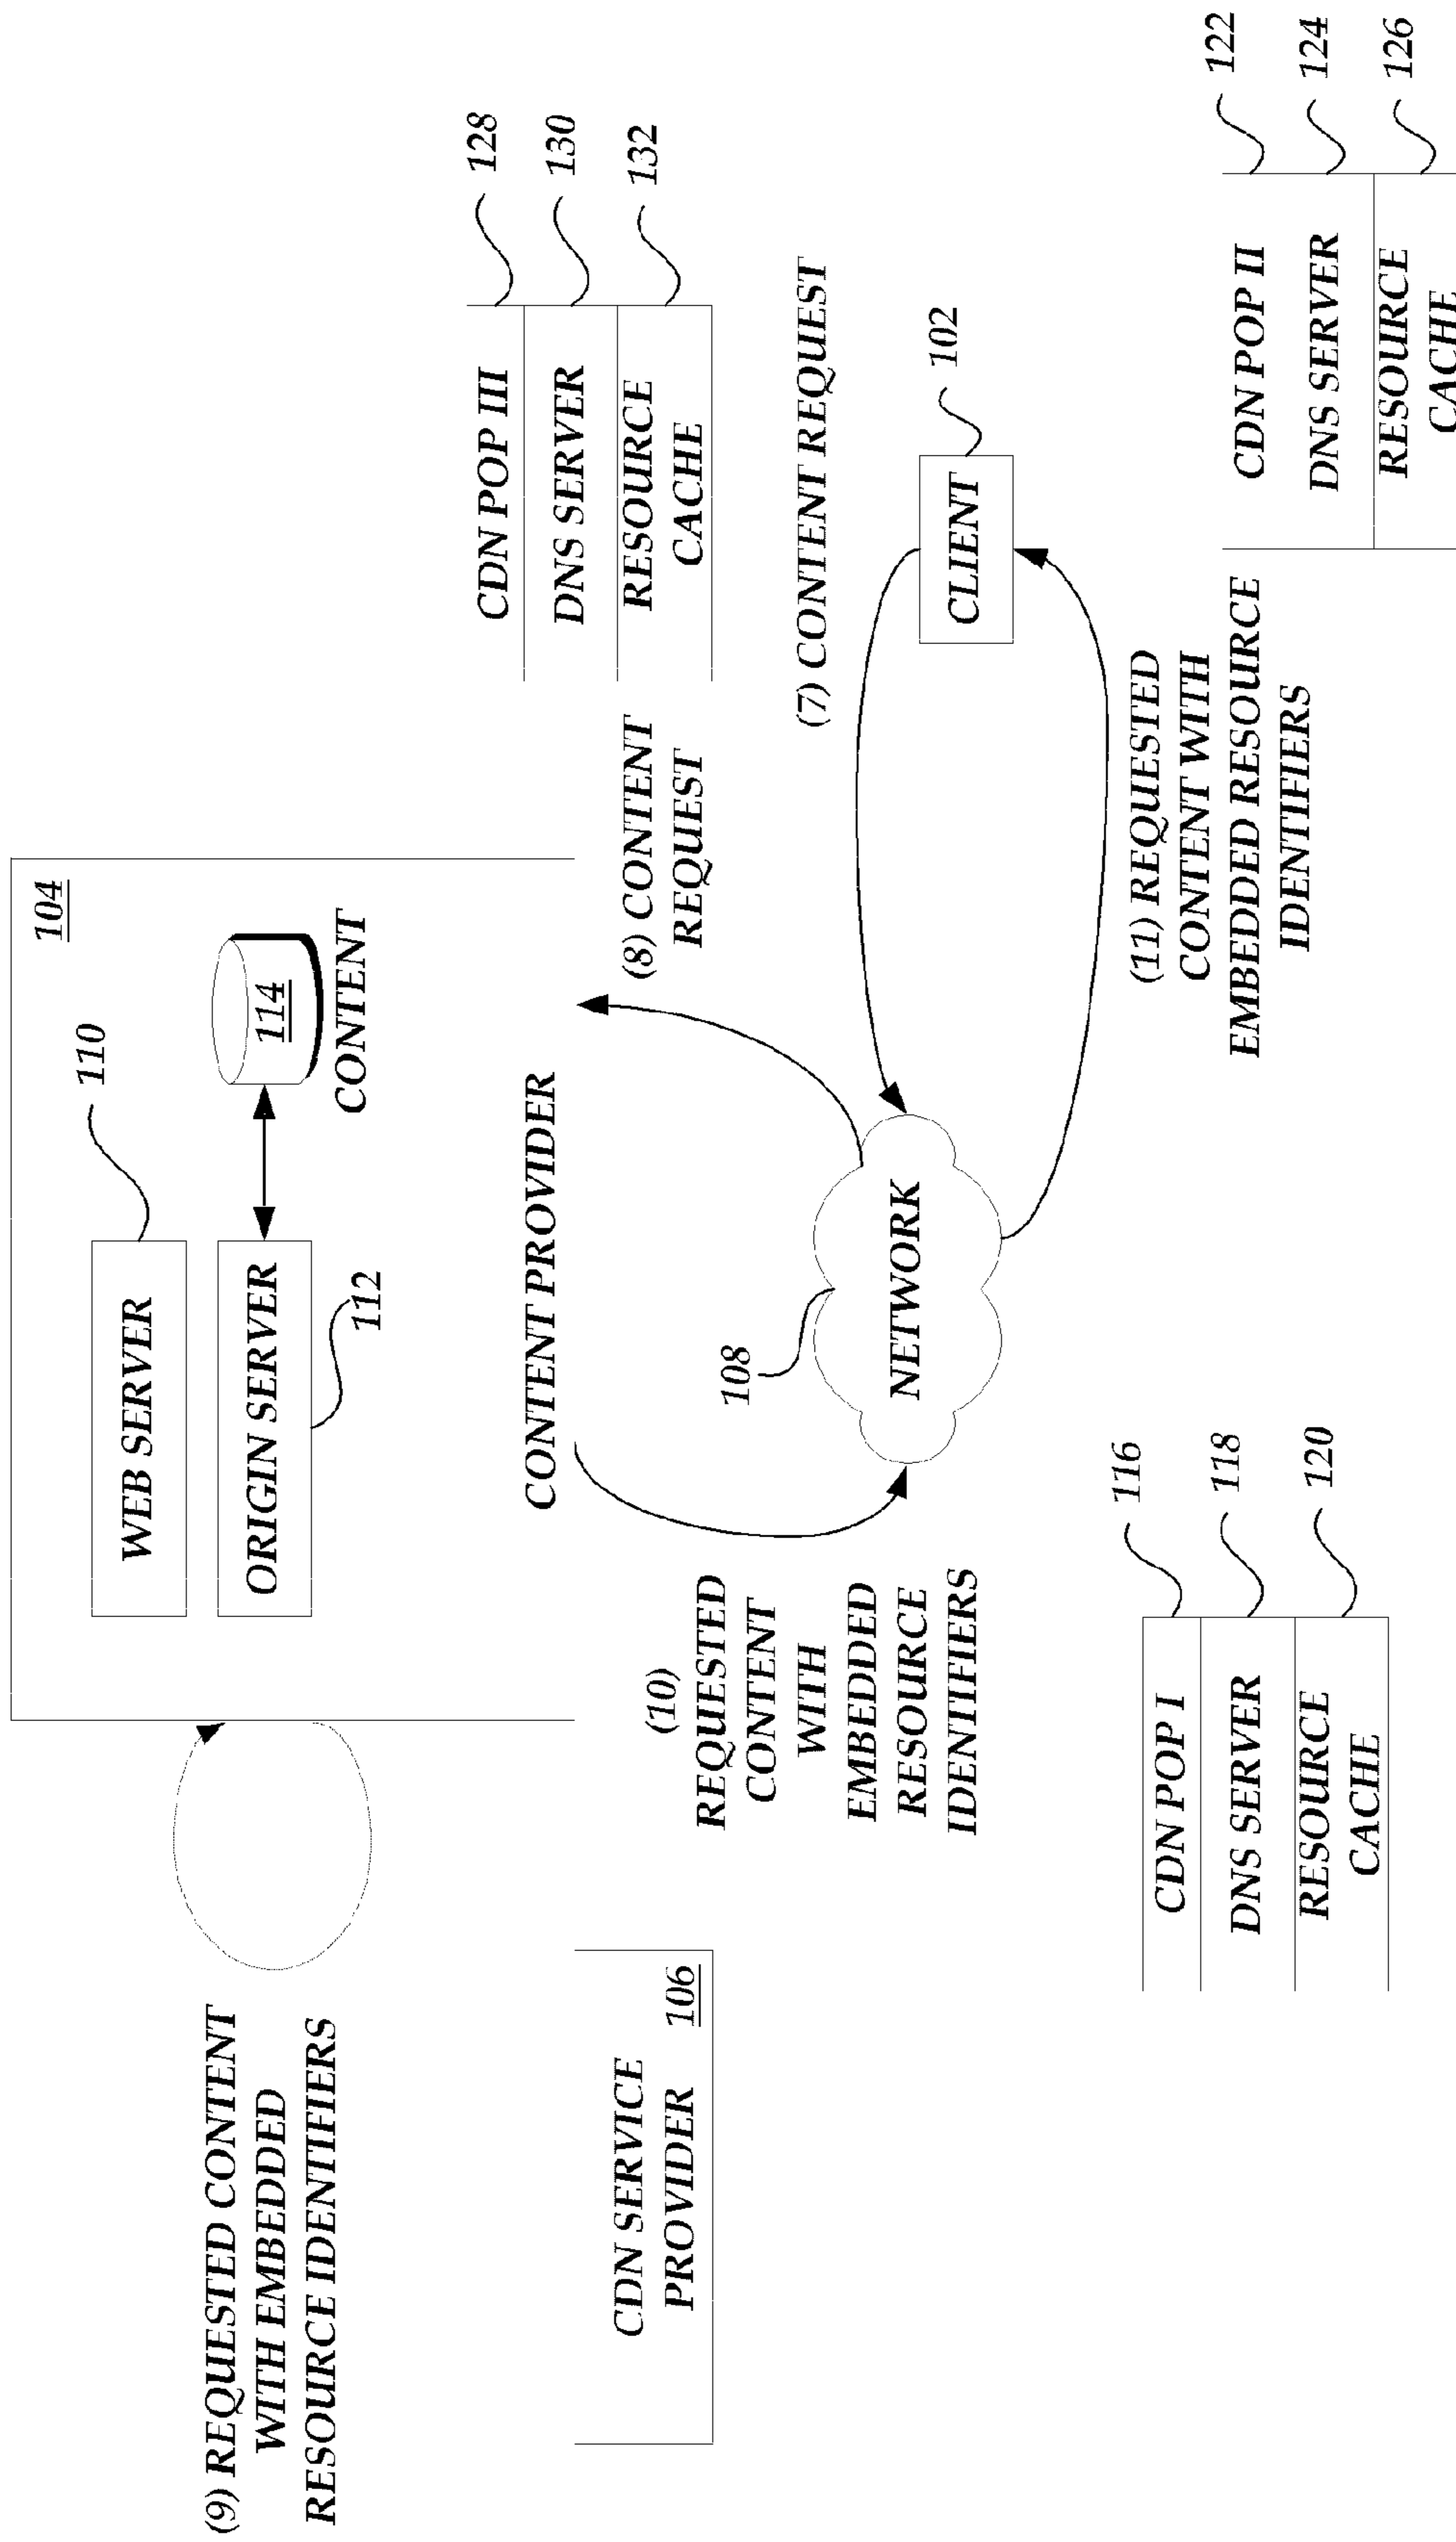 (9) REQUESTED CONTENT
WITH EMBEDDED
RESOURCE IDENTIFIERS
104
WEB SERVER
110
ORIGIN SERVER
112
114
CONTENT
CONTENT PROVIDER
CDN SERVICE
PROVIDER
106
(10)
REQUESTED
CONTENT
WITH
EMBEDDED
RESOURCE
IDENTIFIERS
(8) CONTENT
REQUEST
CDN POP III
128
DNS SERVER
130
RESOURCE
CACHE
132
108
NETWORK
(7) CONTENT REQUEST
CLIENT
102
(11) REQUESTED
CONTENT WITH
EMBEDDED RESOURCE
IDENTIFIERS
CDN POP I
116
DNS SERVER
118
RESOURCE
CACHE
120
CDN POP II
122
DNS SERVER
124
RESOURCE
CACHE
126